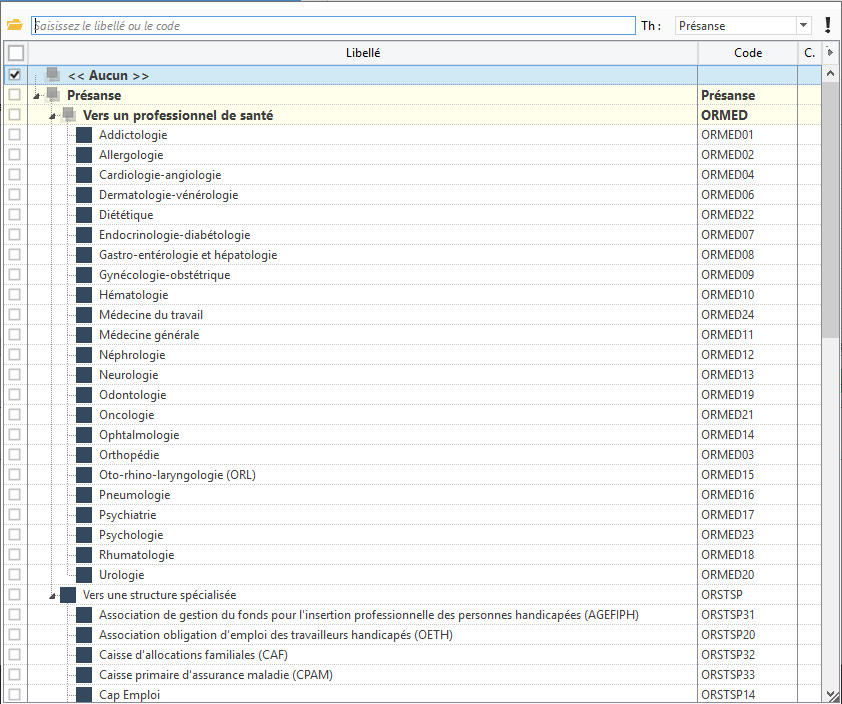 Saisissez le libellé ou le code Th : Présanse !
Libellé Code C.
<< Aucun >>
Présanse Présanse
Vers un professionnel de santé ORMED
Addictologie ORMED01
Allergologie ORMED02
Cardiologie-angiologie ORMED04
Dermatologie-vénérologie ORMED06
Diététique ORMED22
Endocrinologie-diabétologie ORMED07
Gastro-entérologie et hépatologie ORMED08
Gynécologie-obstétrique ORMED09
Hématologie ORMED10
Médecine du travail ORMED24
Médecine générale ORMED11
Néphrologie ORMED12
Neurologie ORMED13
Odontologie ORMED19
Oncologie ORMED21
Ophtalmologie ORMED14
Orthopédie ORMED03
Oto-rhino-laryngologie (ORL) ORMED15
Pneumologie ORMED16
Psychiatrie ORMED17
Psychologie ORMED23
Rhumatologie ORMED18
Urologie ORMED20
Vers une structure spécialisée ORSTSP
Association de gestion du fonds pour l'insertion professionnelle des personnes handicapées (AGEFIPH) ORSTSP31
Association obligation d'emploi des travailleurs handicapés (OETH) ORSTSP20
Caisse d'allocations familiales (CAF) ORSTSP32
Caisse primaire d'assurance maladie (CPAM) ORSTSP33
Cap Emploi ORSTSP14